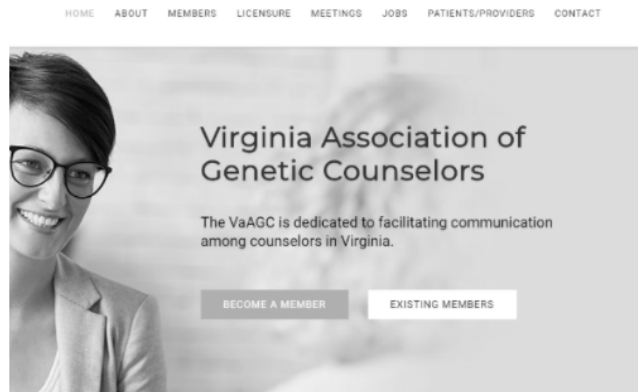 HOME ABOUT MEMBERS LICENSURE MEETINGS JOBS PATIENTS/PROVIDERS CONTACT
Virginia Association of
Genetic Counselors
The VaAGC is dedicated to facilitating communication
among counselors in Virginia.
BECOME A MEMBER EXISTING MEMBERS